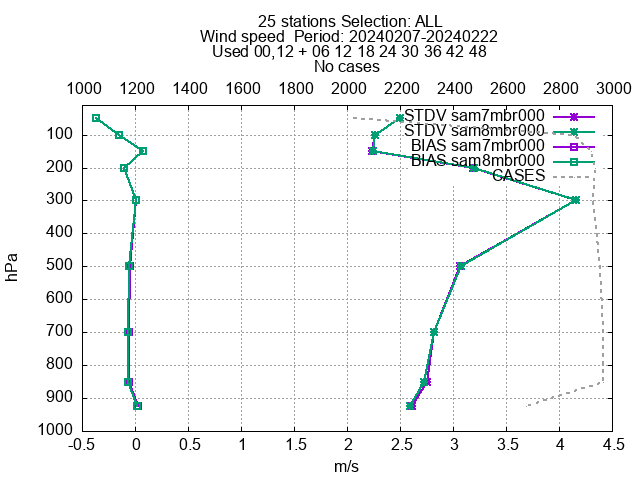 25 stations Selection: ALL
Wind speed  Period: 20240207-20240222
Used 00,12 + 06 12 18 24 30 36 42 48
No cases
1000 1200 1400 1600 1800 2000 2200 2400 2600 2800 3000
STDV sam7mbr000
STDV sam8mbr000
BIAS sam7mbr000
BIAS sam8mbr000
CASES
hPa
100
200
300
400
500
600
700
800
900
1000
-0.5 0 0.5 1 1.5 2 2.5 3 3.5 4 4.5
m/s